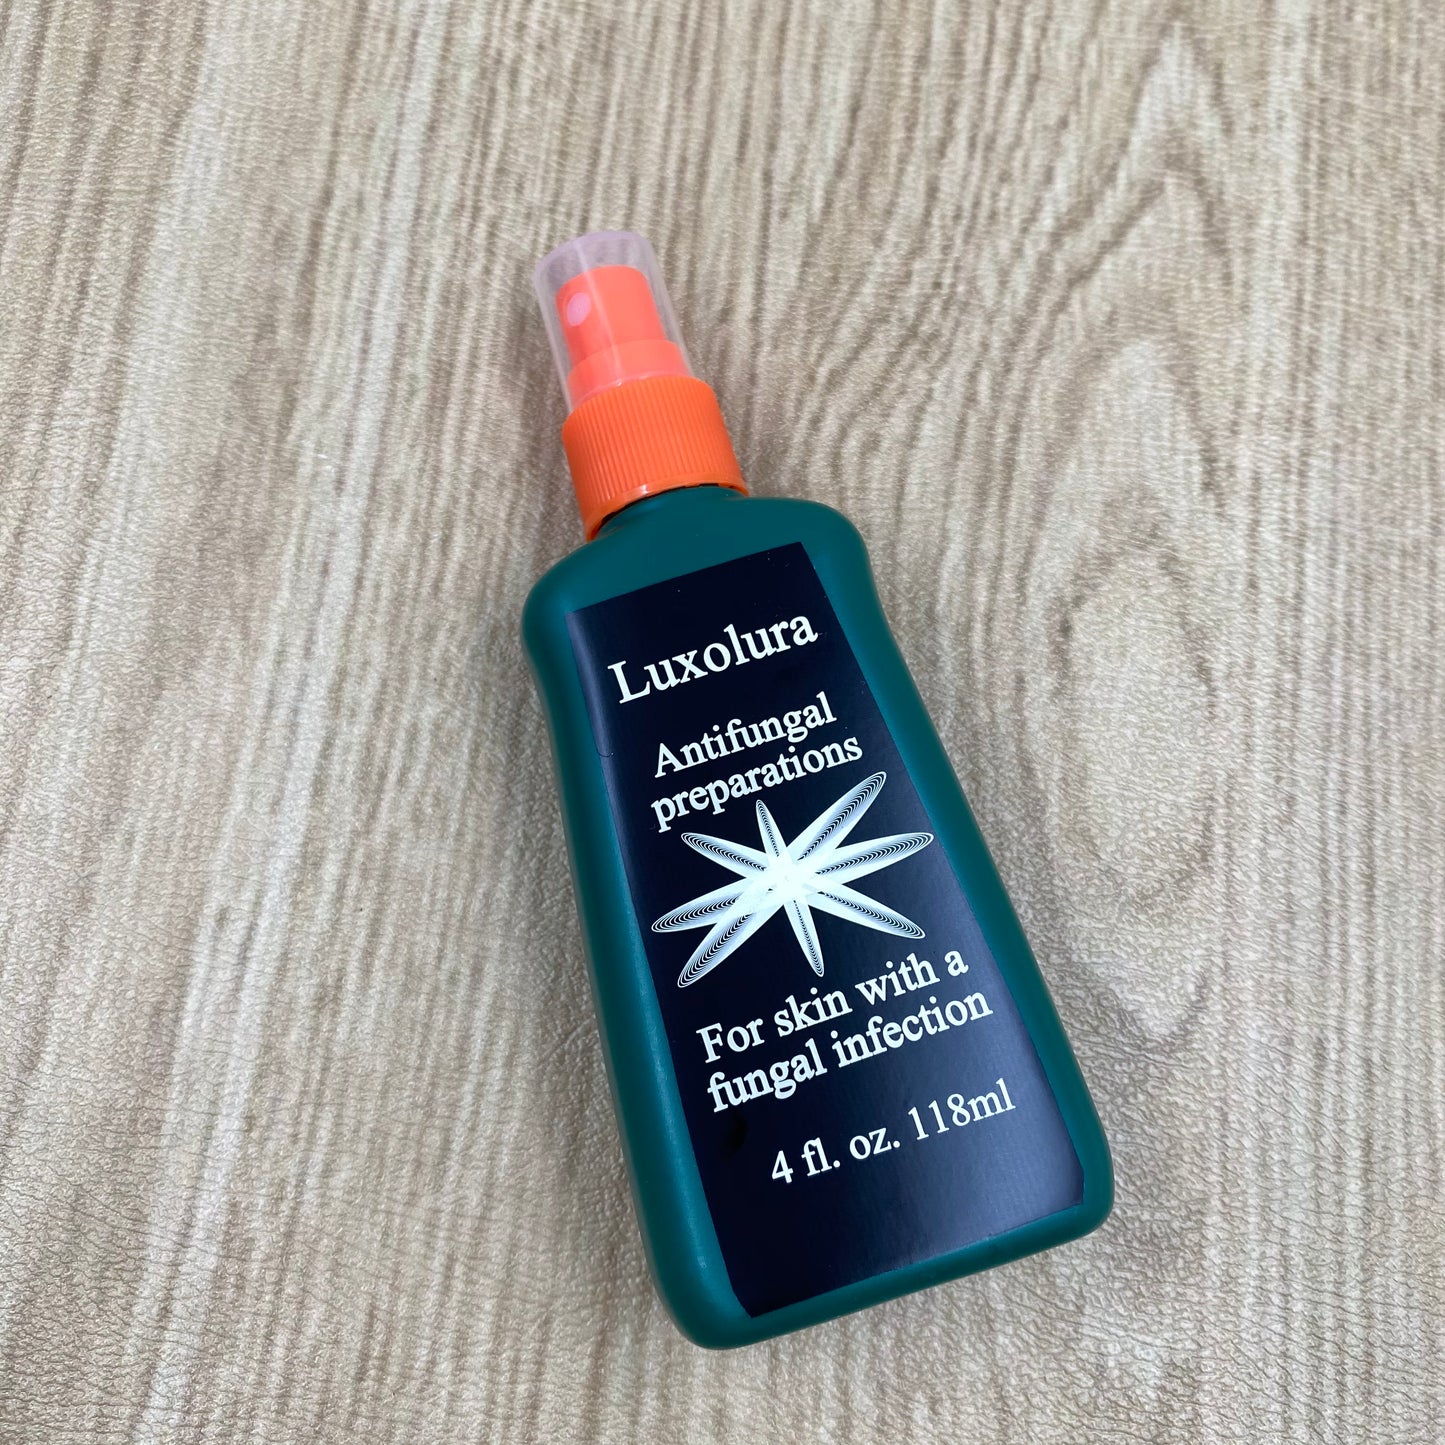 Luxolura
Antifungal
preparations
For skin with a
fungal infection
4 fl. oz. 118ml